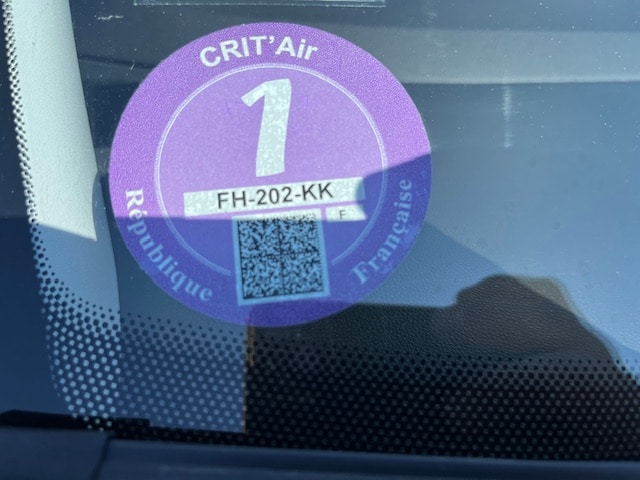 CRIT'Air
1
FH-202-KK
F
République
Française